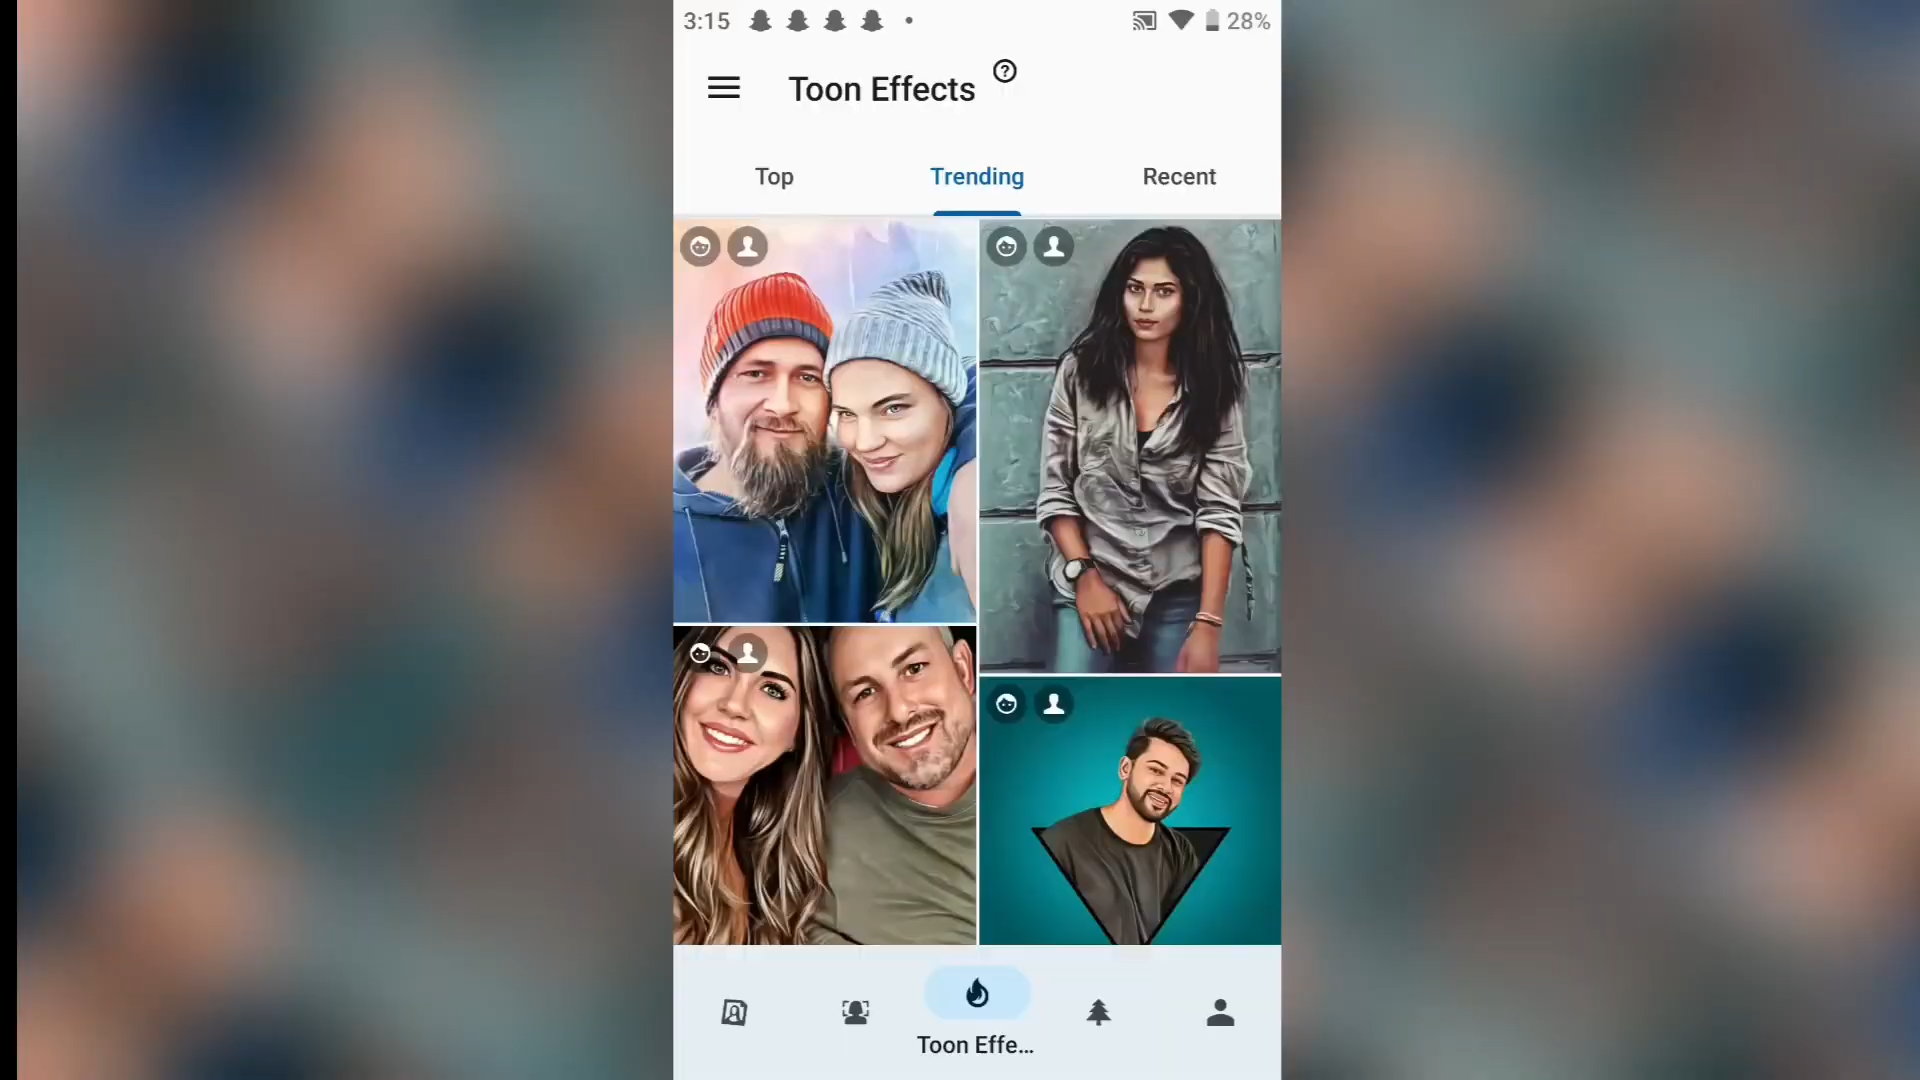 3:15
28%
Toon Effects
Top
Trending
Recent
Toon Effe...